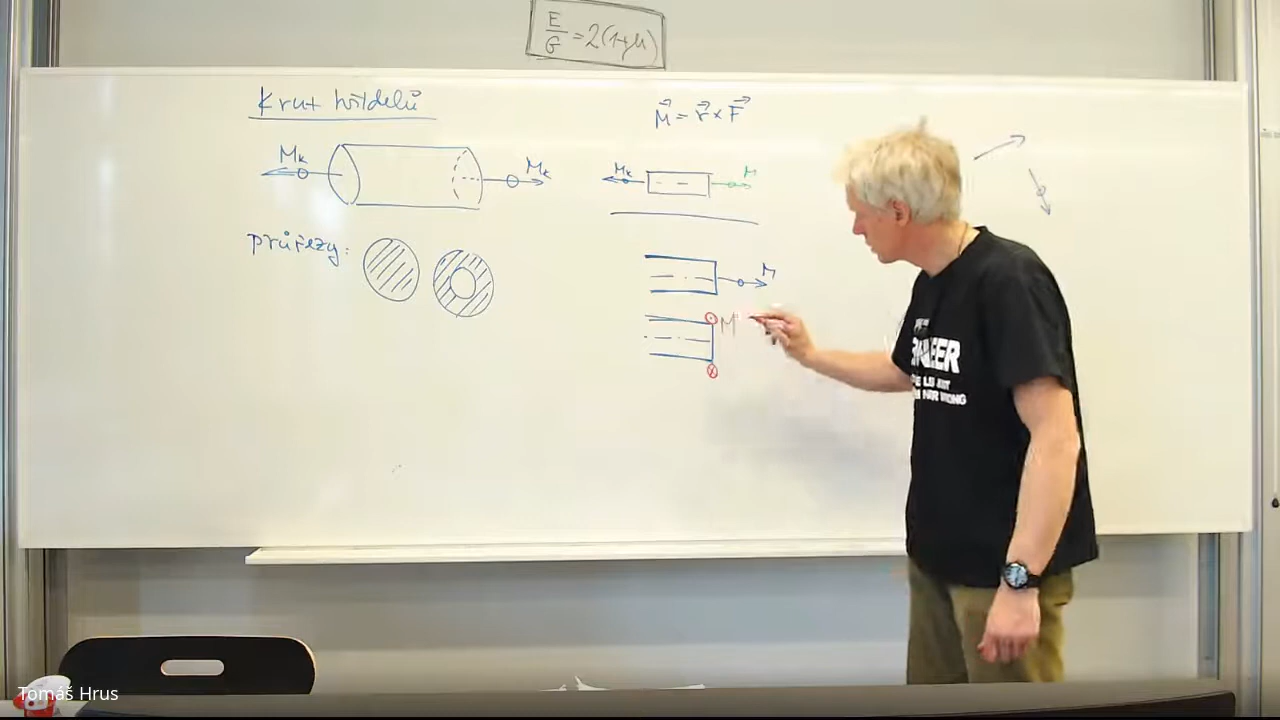 E/G = 2(1+μ)
Krut hřídelů
M⃗ = r⃗ × F⃗
Mk
Mk
Mk
M
průřezy:
M
M
Tomáš Hrus